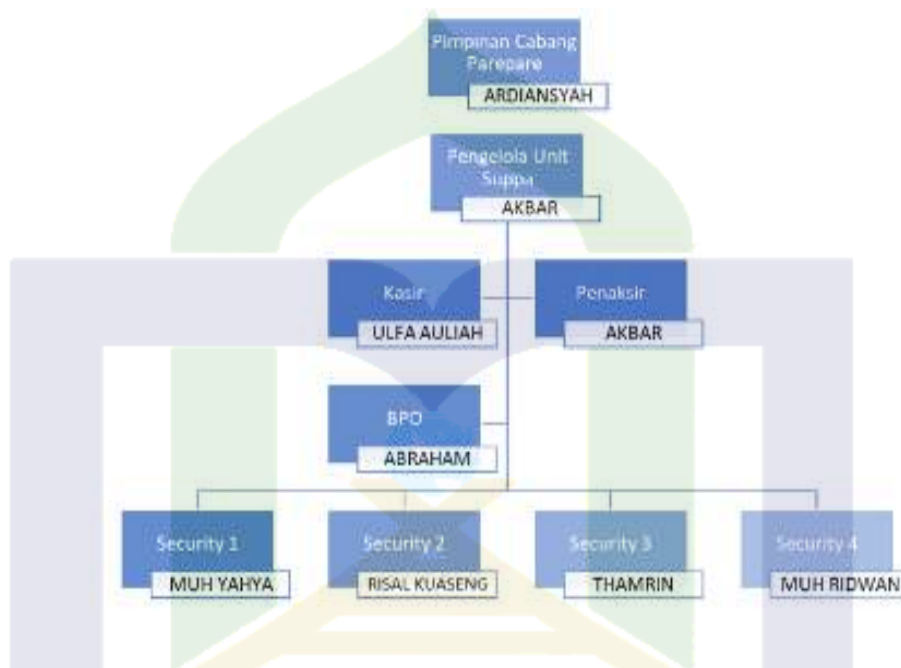 Pimpinan Cabang
Parepare
ARDIANSYAH
Pengelola Unit
Suppa
AKBAR
Kasir
ULFA AULIAH
Penaksir
AKBAR
BPO
ABRAHAM
Security 1
MUH YAHYA
Security 2
RISAL KUASENG
Security 3
THAMRIN
Security 4
MUH RIDWAN